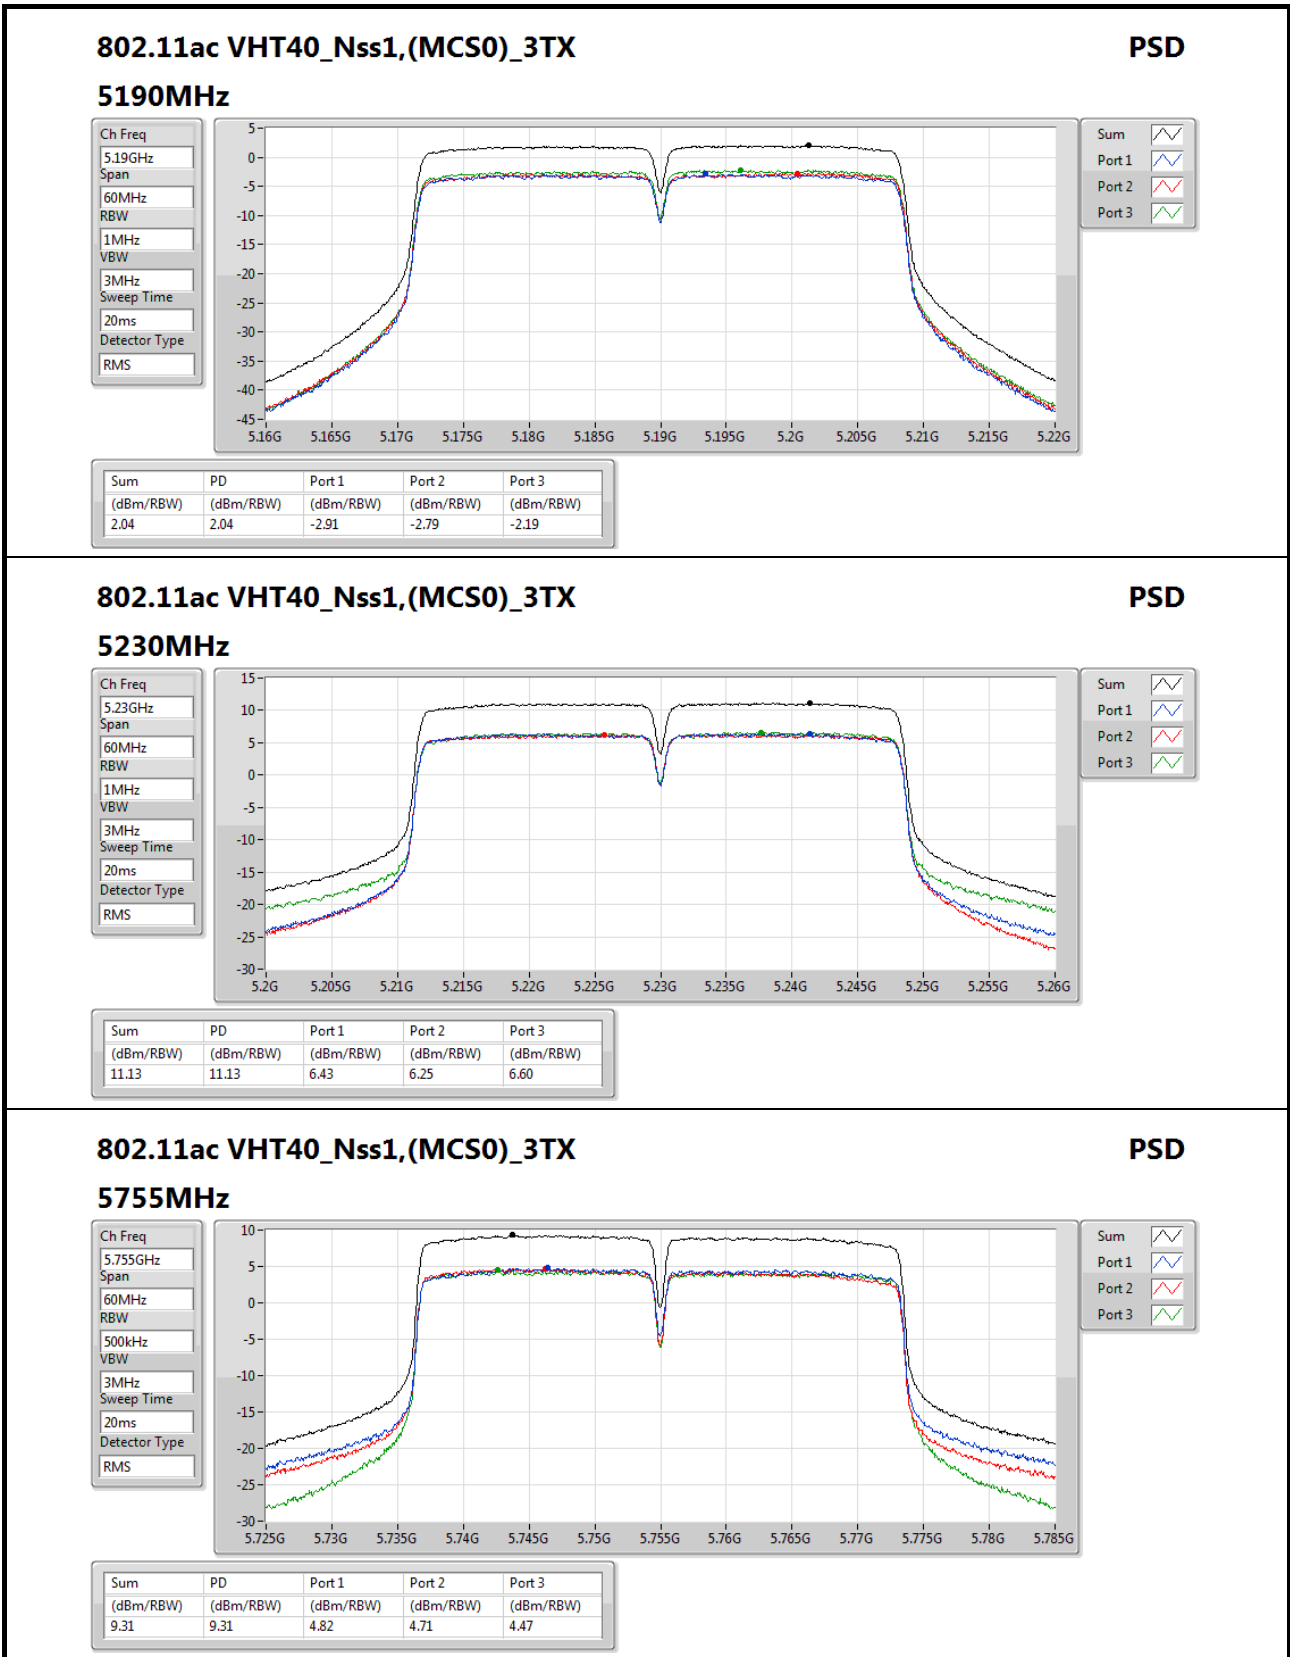 802.11ac VHT40_Nss1,(MCS0)_3TX PSD
5190MHz
Ch Freq
5.19GHz
Span
60MHz
RBW
1MHz
VBW
3MHz
Sweep Time
20ms
Detector Type
RMS
5
0
-5
-10
-15
-20
-25
-30
-35
-40
-45
5.16G 5.165G 5.17G 5.175G 5.18G 5.185G 5.19G 5.195G 5.2G 5.205G 5.21G 5.215G 5.22G
Sum
Port 1
Port 2
Port 3
Sum PD Port 1 Port 2 Port 3
(dBm/RBW) (dBm/RBW) (dBm/RBW) (dBm/RBW) (dBm/RBW)
2.04 2.04 -2.91 -2.79 -2.19
802.11ac VHT40_Nss1,(MCS0)_3TX PSD
5230MHz
Ch Freq
5.23GHz
Span
60MHz
RBW
1MHz
VBW
3MHz
Sweep Time
20ms
Detector Type
RMS
15
10
5
0
-5
-10
-15
-20
-25
-30
5.2G 5.205G 5.21G 5.215G 5.22G 5.225G 5.23G 5.235G 5.24G 5.245G 5.25G 5.255G 5.26G
Sum
Port 1
Port 2
Port 3
Sum PD Port 1 Port 2 Port 3
(dBm/RBW) (dBm/RBW) (dBm/RBW) (dBm/RBW) (dBm/RBW)
11.13 11.13 6.43 6.25 6.60
802.11ac VHT40_Nss1,(MCS0)_3TX PSD
5755MHz
Ch Freq
5.755GHz
Span
60MHz
RBW
500kHz
VBW
3MHz
Sweep Time
20ms
Detector Type
RMS
10
5
0
-5
-10
-15
-20
-25
-30
5.725G 5.73G 5.735G 5.74G 5.745G 5.75G 5.755G 5.76G 5.765G 5.77G 5.775G 5.78G 5.785G
Sum
Port 1
Port 2
Port 3
Sum PD Port 1 Port 2 Port 3
(dBm/RBW) (dBm/RBW) (dBm/RBW) (dBm/RBW) (dBm/RBW)
9.31 9.31 4.82 4.71 4.47